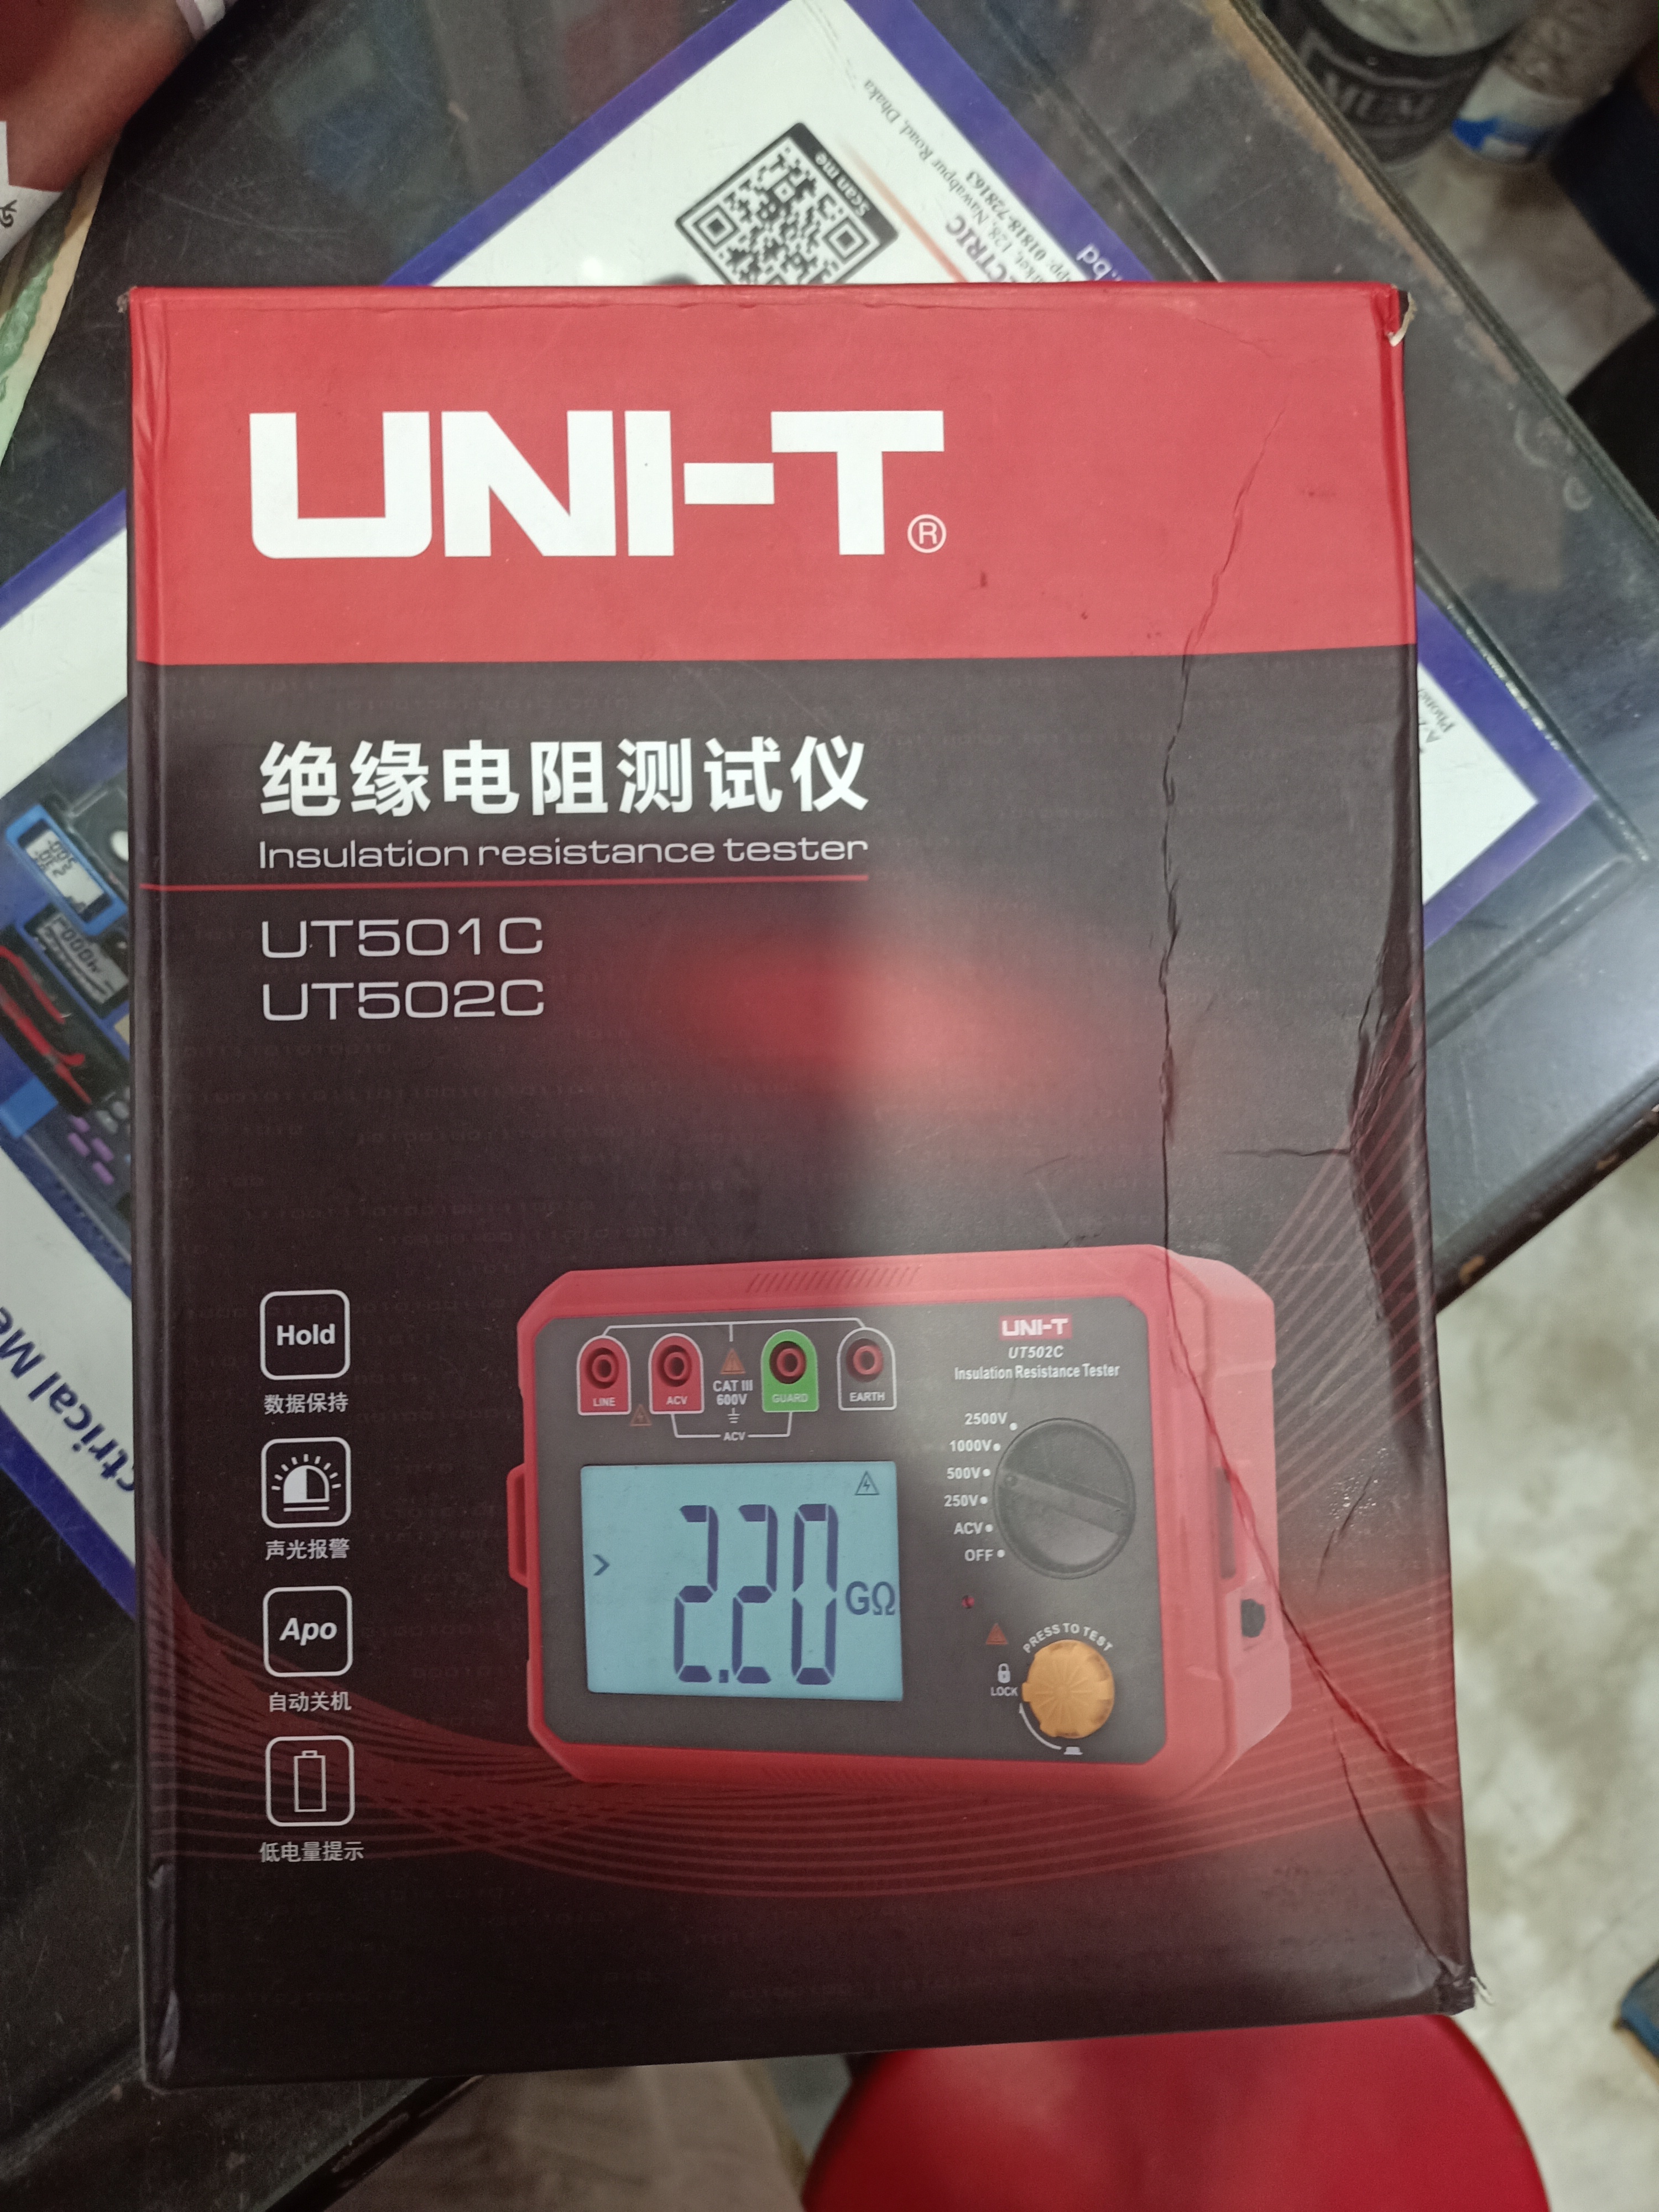 Scan me
Nawabpur Road, Dhaka
01818-728163
UNI-T®
绝缘电阻测试仪
Insulation resistance tester
UT501C
UT502C
Hold
数据保持
声光报警
Apo
自动关机
低电量提示
UNI-T
UT502C
Insulation Resistance Tester
LINE
ACV
CAT III
600V
GUARD
EARTH
ACV
2500V
1000V
500V
250V
ACV
OFF
2.20 GΩ
PRESS TO TEST
LOCK